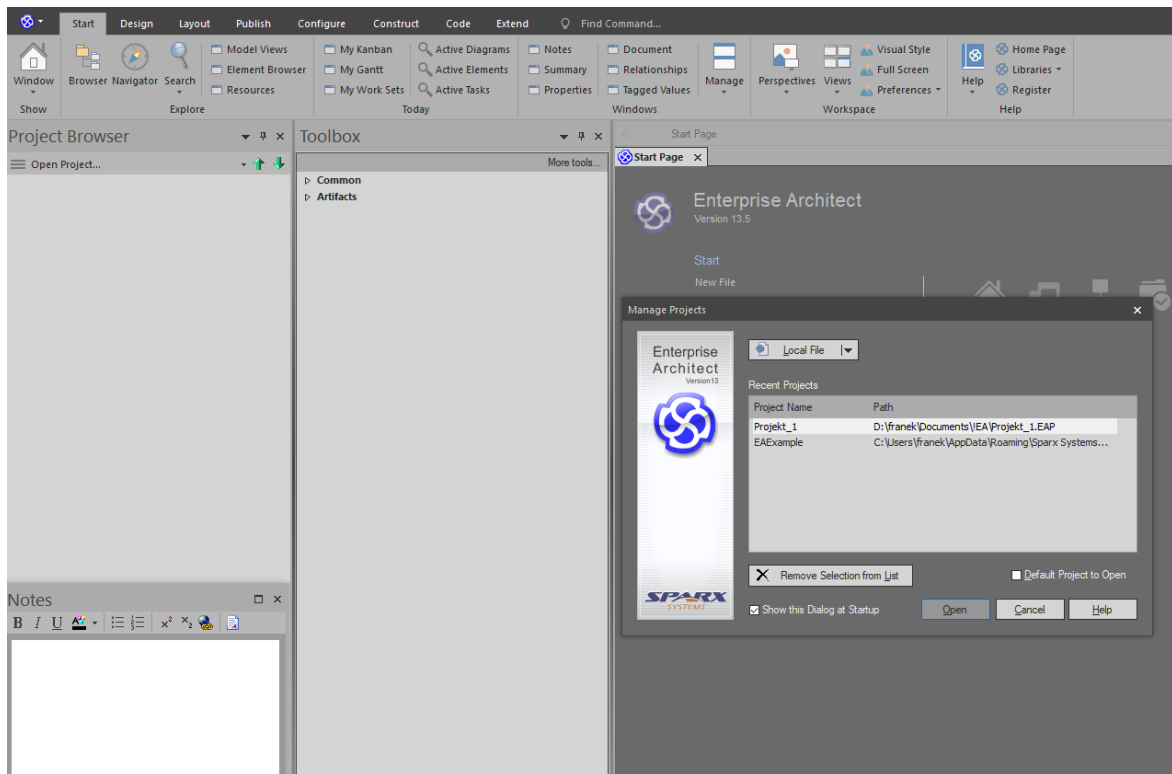 Start Design Layout Publish Configure Construct Code Extend Find Command...
Model Views My Kanban Active Diagrams Notes Document Visual Style Home Page
Element Browser My Gantt Active Elements Summary Relationships Full Screen Libraries
Window Browser Navigator Search Resources My Work Sets Active Tasks Properties Tagged Values Manage Perspectives Views Preferences Help Register
Show Explore Today Windows Workspace Help
Project Browser
Open Project...
Toolbox
More tools...
Common
Artifacts
Start Page
Start Page
Enterprise Architect
Version 13.5
Start
New File
Manage Projects
Enterprise
Architect
Version13
SPARX
SYSTEMS
Local File
Recent Projects
Project Name Path
Projekt_1 D:\franek\Documents\!EA\Projekt_1.EAP
EAExample C:\Users\franek\AppData\Roaming\Sparx Systems...
Remove Selection from List Default Project to Open
Show this Dialog at Startup Open Cancel Help
Notes
B I U A x² x₂